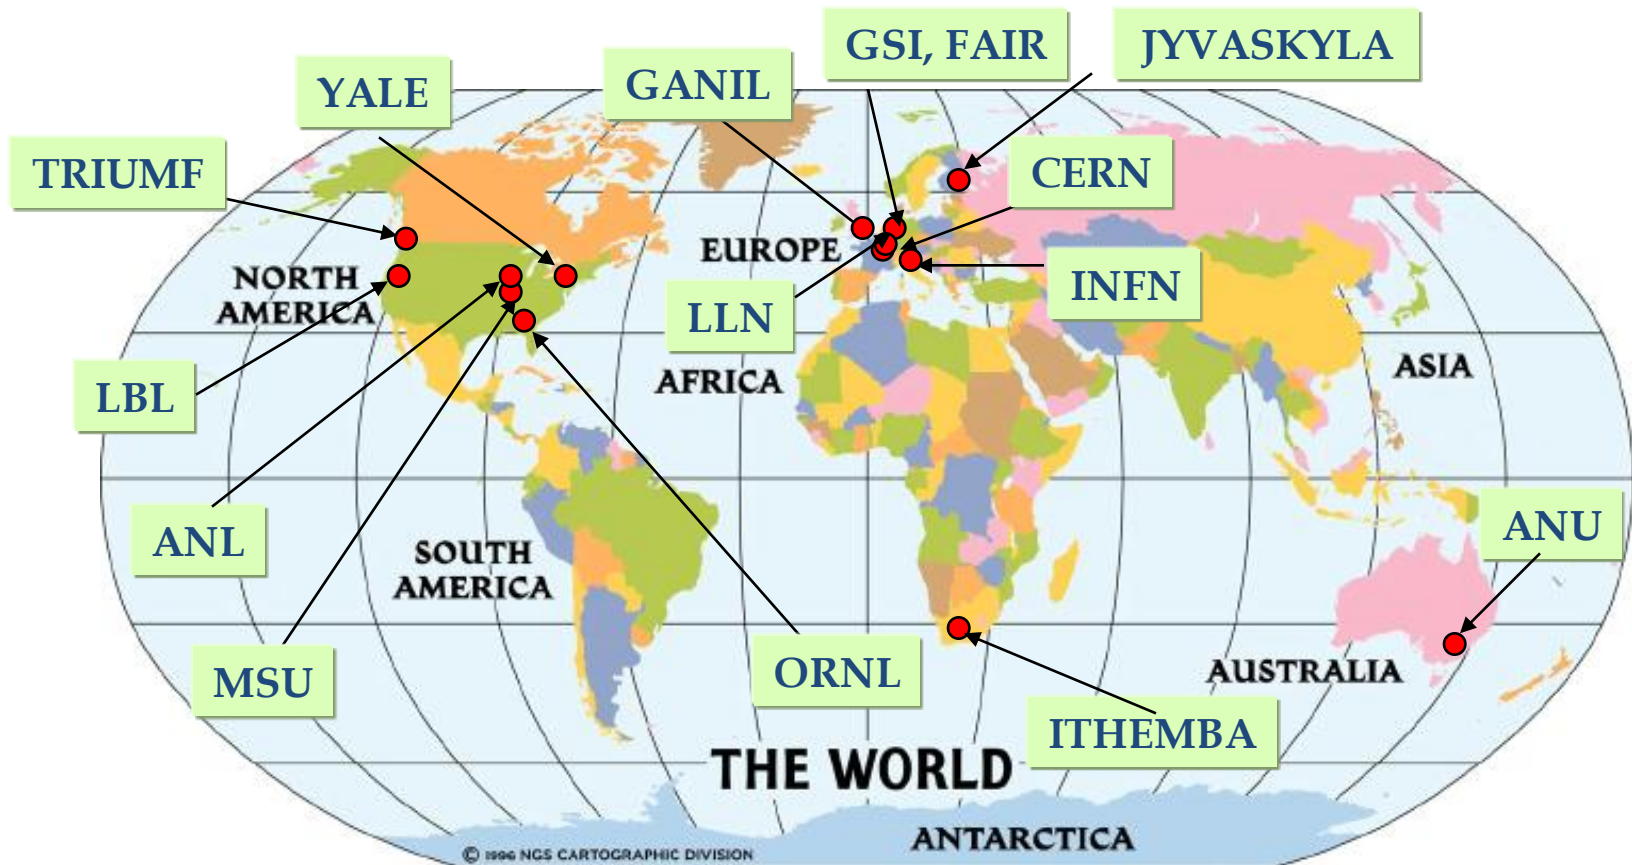 GSI, FAIR
JYVASKYLA
YALE
GANIL
TRIUMF
CERN
EUROPE
NORTH
AMERICA
INFN
LLN
AFRICA
ASIA
LBL
ANL
SOUTH
AMERICA
ANU
MSU
ORNL
AUSTRALIA
ITHEMBA
THE WORLD
ANTARCTICA
© 1996 NGS CARTOGRAPHIC DIVISION